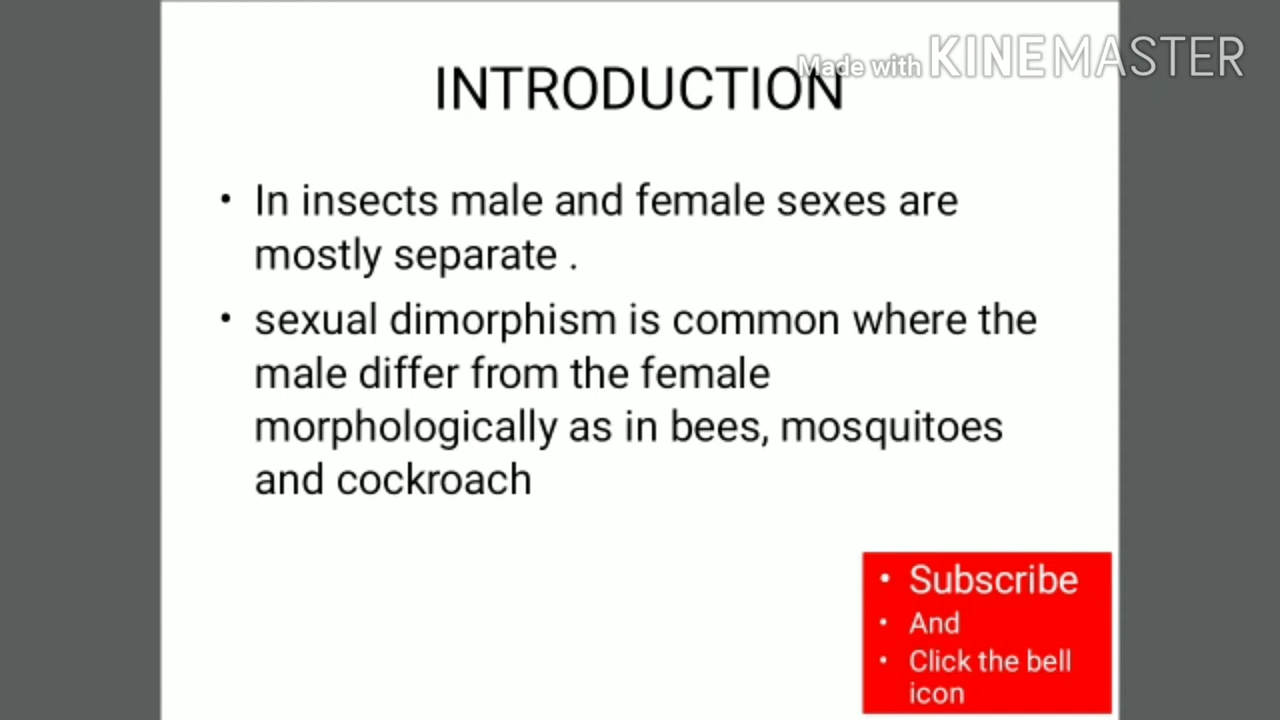 Made with KINEMASTER
INTRODUCTION
• In insects male and female sexes are
mostly separate .
• sexual dimorphism is common where the
male differ from the female
morphologically as in bees, mosquitoes
and cockroach
• Subscribe
• And
• Click the bell
icon